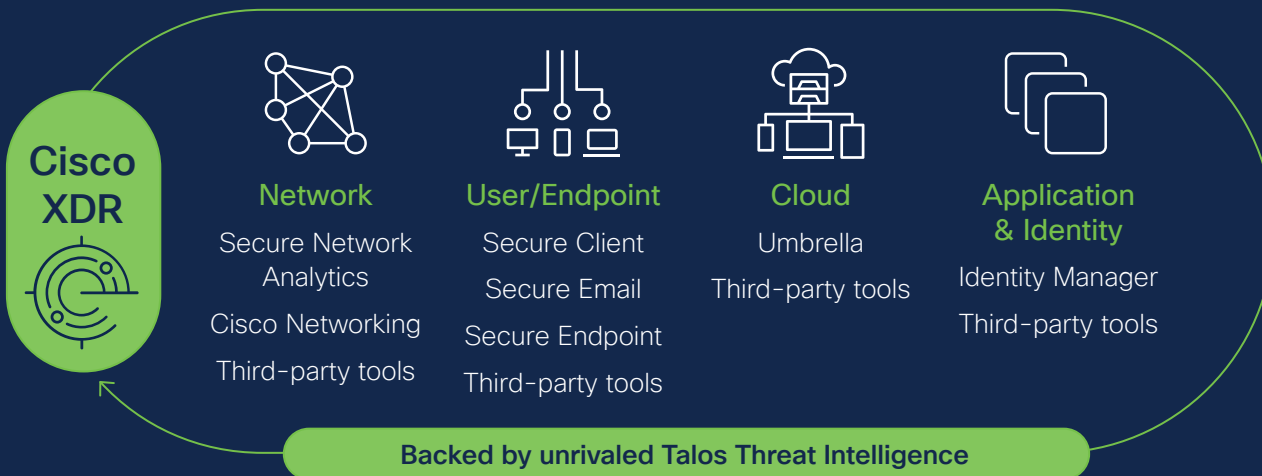 Cisco
XDR
Network
Secure Network
Analytics
Cisco Networking
Third-party tools
User/Endpoint
Secure Client
Secure Email
Secure Endpoint
Third-party tools
Cloud
Umbrella
Third-party tools
Application
& Identity
Identity Manager
Third-party tools
Backed by unrivaled Talos Threat Intelligence